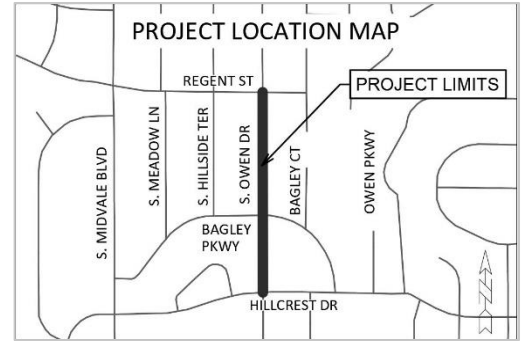 PROJECT LOCATION MAP
REGENT ST
PROJECT LIMITS
S. MIDVALE BLVD
S. MEADOW LN
S. HILLSIDE TER
S. OWEN DR
BAGLEY CT
OWEN PKWY
BAGLEY
PKWY
HILLCREST DR
N